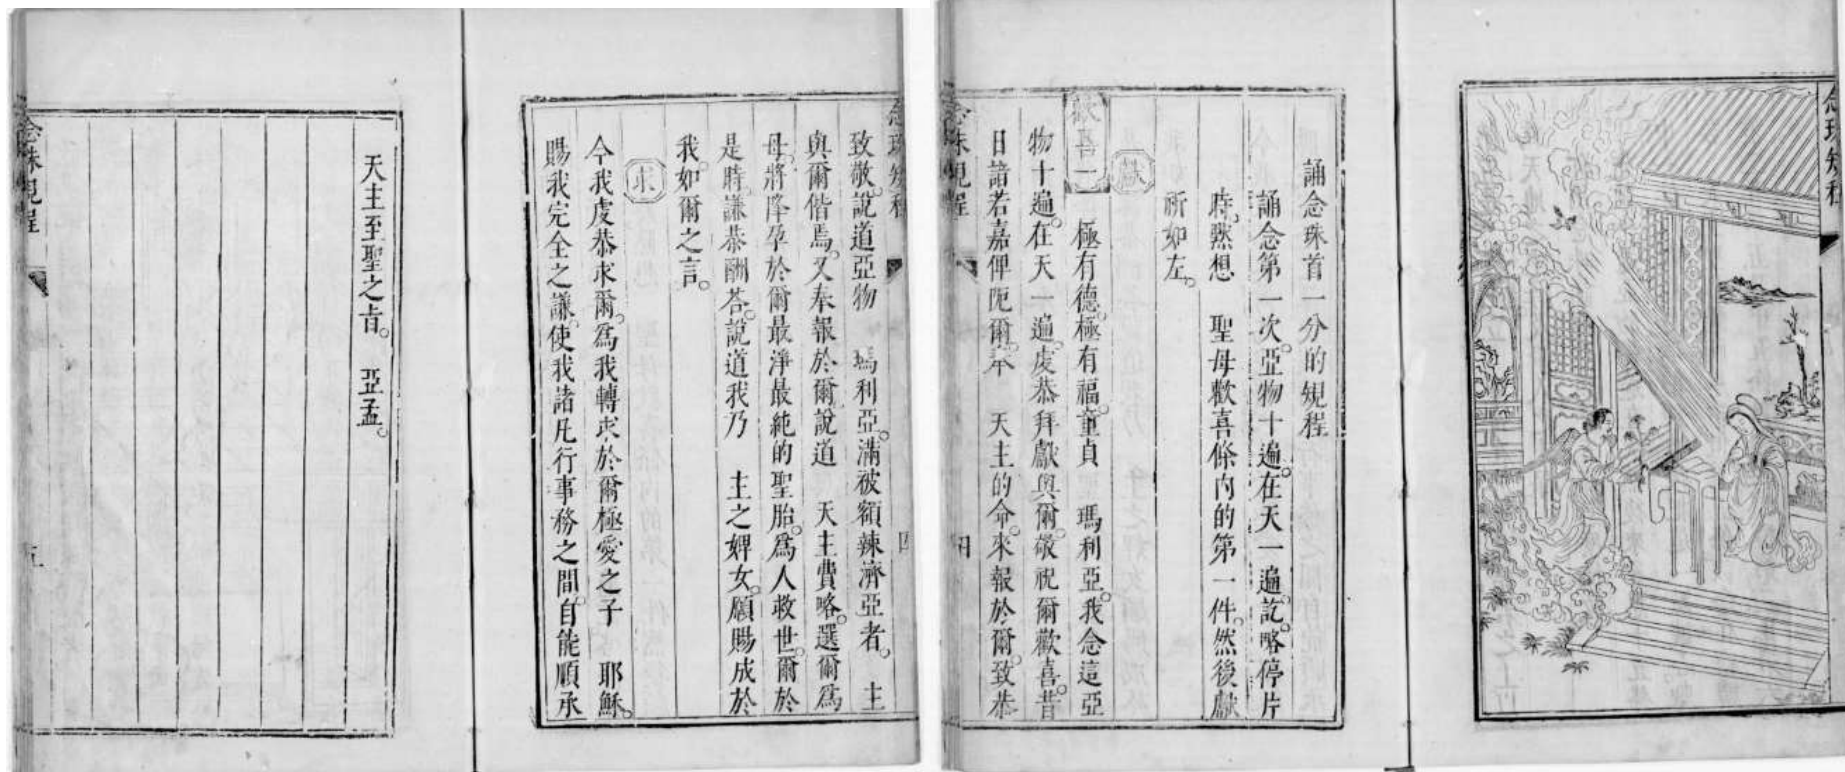 念珠規程
誦念珠首一分的規程
誦念第一次。亞物十遍。在天一遍。訖。略停片
時。默想 聖母歡喜條內的第一件。然後獻
祈如左。
獻
歡喜一 極有德。極有福。童貞 瑪利亞。我念這亞
物十遍。在天一遍。虔恭拜獻與爾。敬祝爾歡喜。昔
日諳若嘉俾阨爾。奉 天主的命。來報於爾。致恭
念珠規程
四
念珠規程
四
致敬。說道亞物 瑪利亞。滿被額辣濟亞者。 主
與爾偕焉。又奉報於爾。說道 天主費略。選爾為
母。將降孕於爾最淨最純的聖胎。為人救世。爾於
是時。謙恭酬荅。說道我乃 主之婢女。願賜成於
我。如爾之言。
求
今我虔恭求爾。為我轉求於爾極愛之子 耶穌。
賜我完全之謙。使我諸凡行事務之間。自能順承
天主至聖之旨。 亞孟。
念珠規程
五